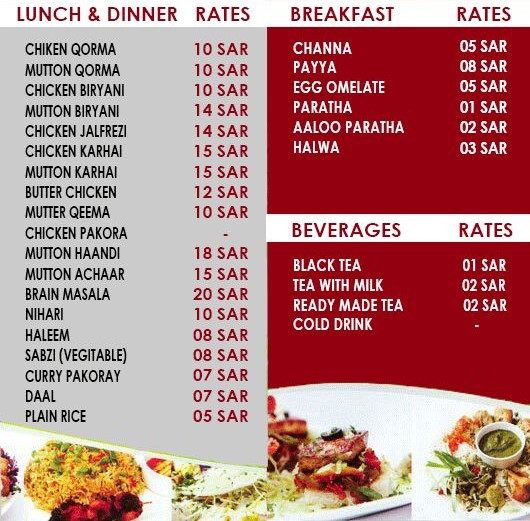 LUNCH & DINNER RATES
CHIKEN QORMA 10 SAR
MUTTON QORMA 10 SAR
CHICKEN BIRYANI 10 SAR
MUTTON BIRYANI 14 SAR
CHICKEN JALFREZI 14 SAR
CHICKEN KARHAI 15 SAR
MUTTON KARHAI 15 SAR
BUTTER CHICKEN 12 SAR
MUTTER QEEMA 10 SAR
CHICKEN PAKORA -
MUTTON HAANDI 18 SAR
MUTTON ACHAAR 15 SAR
BRAIN MASALA 20 SAR
NIHARI 10 SAR
HALEEM 08 SAR
SABZI (VEGITABLE) 08 SAR
CURRY PAKORAY 07 SAR
DAAL 07 SAR
PLAIN RICE 05 SAR
BREAKFAST RATES
CHANNA 05 SAR
PAYYA 08 SAR
EGG OMELATE 05 SAR
PARATHA 01 SAR
AALOO PARATHA 02 SAR
HALWA 03 SAR
BEVERAGES RATES
BLACK TEA 01 SAR
TEA WITH MILK 02 SAR
READY MADE TEA 02 SAR
COLD DRINK -